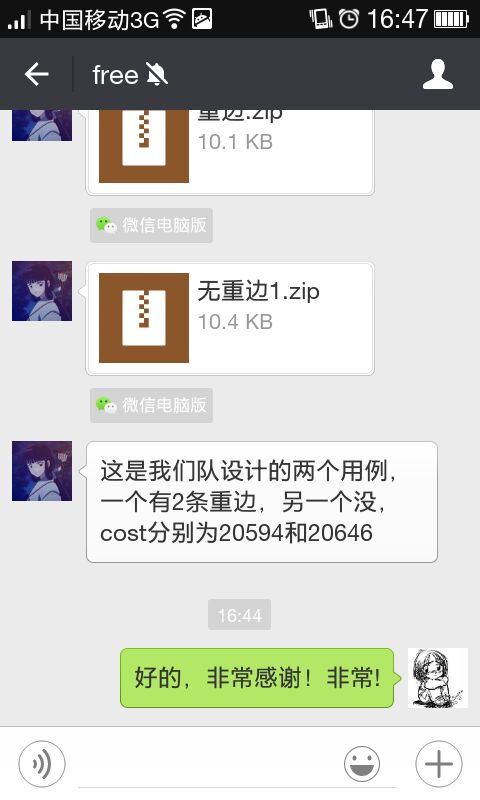 中国移动3G 16:47
free
重边.zip
10.1 KB
微信电脑版
无重边1.zip
10.4 KB
微信电脑版
这是我们队设计的两个用例，
一个有2条重边，另一个没，
cost分别为20594和20646
16:44
好的，非常感谢！非常!